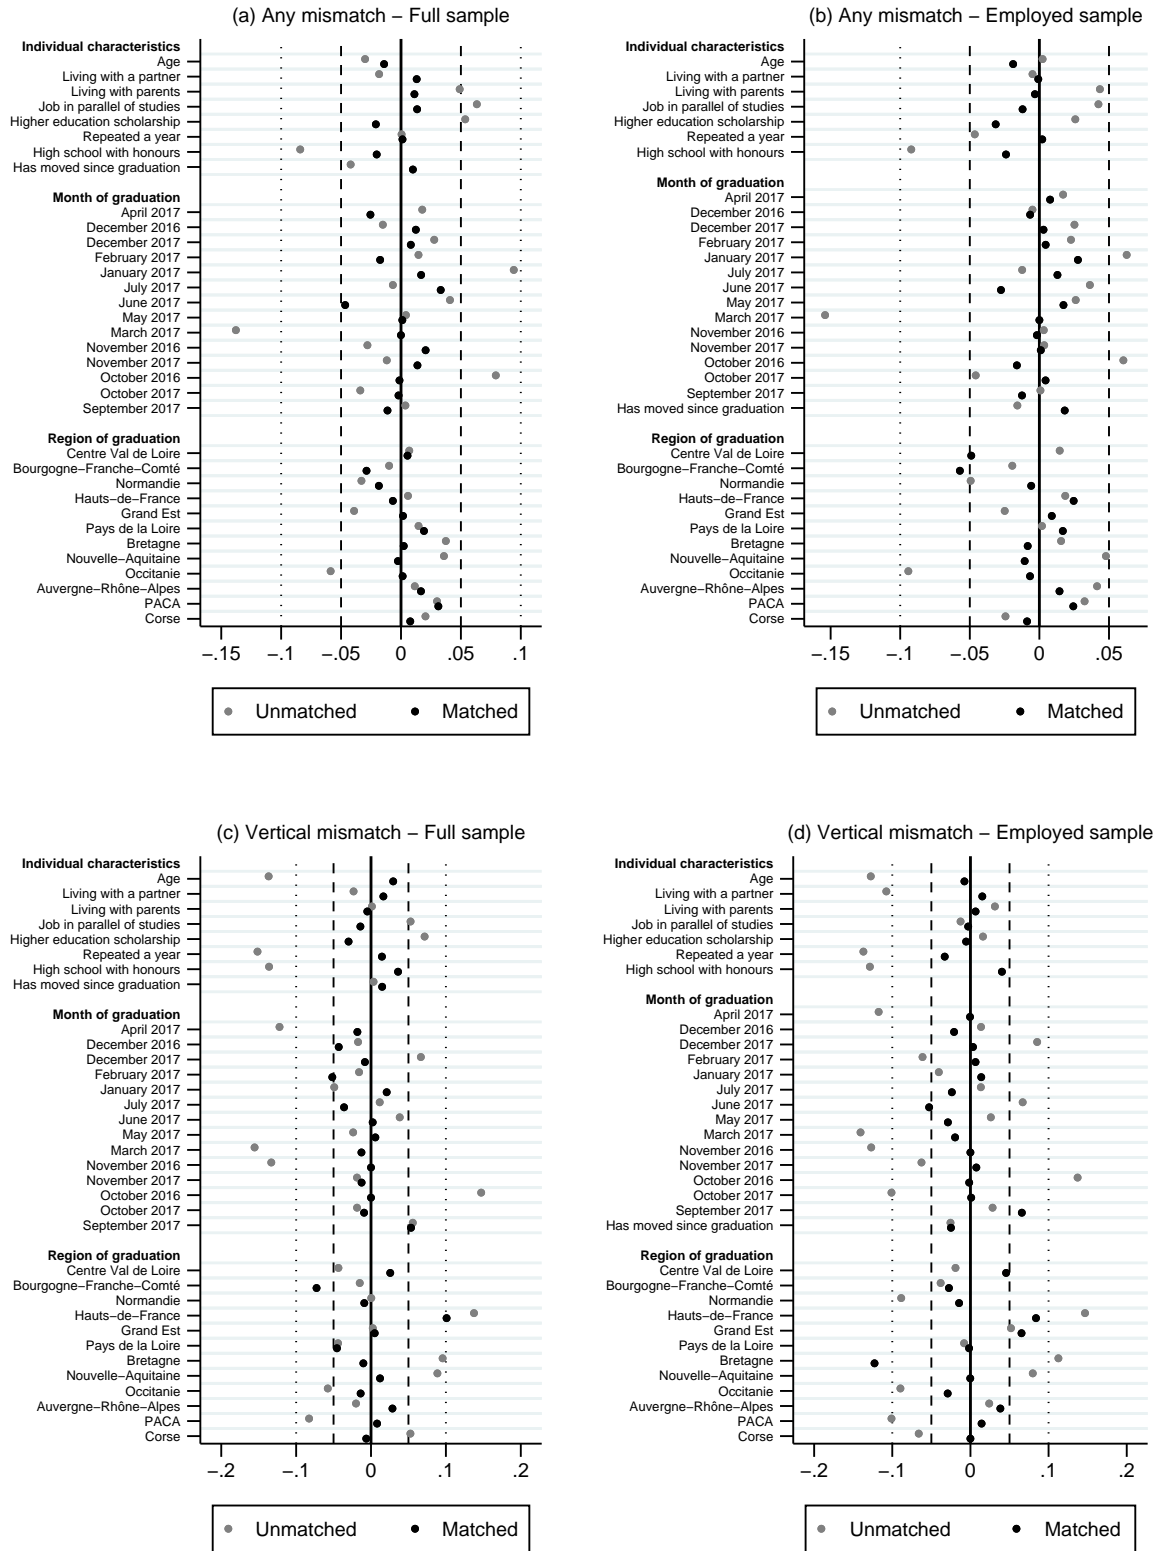 (a) Any mismatch − Full sample
Individual characteristics
Age
Living with a partner
Living with parents
Job in parallel of studies
Higher education scholarship
Repeated a year
High school with honours
Has moved since graduation
Month of graduation
April 2017
December 2016
December 2017
February 2017
January 2017
July 2017
June 2017
May 2017
March 2017
November 2016
November 2017
October 2016
October 2017
September 2017
Region of graduation
Centre Val de Loire
Bourgogne−Franche−Comté
Normandie
Hauts−de−France
Grand Est
Pays de la Loire
Bretagne
Nouvelle−Aquitaine
Occitanie
Auvergne−Rhône−Alpes
PACA
Corse
−.15 −.1 −.05 0 .05 .1
Unmatched Matched
(b) Any mismatch − Employed sample
Individual characteristics
Age
Living with a partner
Living with parents
Job in parallel of studies
Higher education scholarship
Repeated a year
High school with honours
Month of graduation
April 2017
December 2016
December 2017
February 2017
January 2017
July 2017
June 2017
May 2017
March 2017
November 2016
November 2017
October 2016
October 2017
September 2017
Has moved since graduation
Region of graduation
Centre Val de Loire
Bourgogne−Franche−Comté
Normandie
Hauts−de−France
Grand Est
Pays de la Loire
Bretagne
Nouvelle−Aquitaine
Occitanie
Auvergne−Rhône−Alpes
PACA
Corse
−.15 −.1 −.05 0 .05
Unmatched Matched
(c) Vertical mismatch − Full sample
Individual characteristics
Age
Living with a partner
Living with parents
Job in parallel of studies
Higher education scholarship
Repeated a year
High school with honours
Has moved since graduation
Month of graduation
April 2017
December 2016
December 2017
February 2017
January 2017
July 2017
June 2017
May 2017
March 2017
November 2016
November 2017
October 2016
October 2017
September 2017
Region of graduation
Centre Val de Loire
Bourgogne−Franche−Comté
Normandie
Hauts−de−France
Grand Est
Pays de la Loire
Bretagne
Nouvelle−Aquitaine
Occitanie
Auvergne−Rhône−Alpes
PACA
Corse
−.2 −.1 0 .1 .2
Unmatched Matched
(d) Vertical mismatch − Employed sample
Individual characteristics
Age
Living with a partner
Living with parents
Job in parallel of studies
Higher education scholarship
Repeated a year
High school with honours
Month of graduation
April 2017
December 2016
December 2017
February 2017
January 2017
July 2017
June 2017
May 2017
March 2017
November 2016
November 2017
October 2016
October 2017
September 2017
Has moved since graduation
Region of graduation
Centre Val de Loire
Bourgogne−Franche−Comté
Normandie
Hauts−de−France
Grand Est
Pays de la Loire
Bretagne
Nouvelle−Aquitaine
Occitanie
Auvergne−Rhône−Alpes
PACA
Corse
−.2 −.1 0 .1 .2
Unmatched Matched